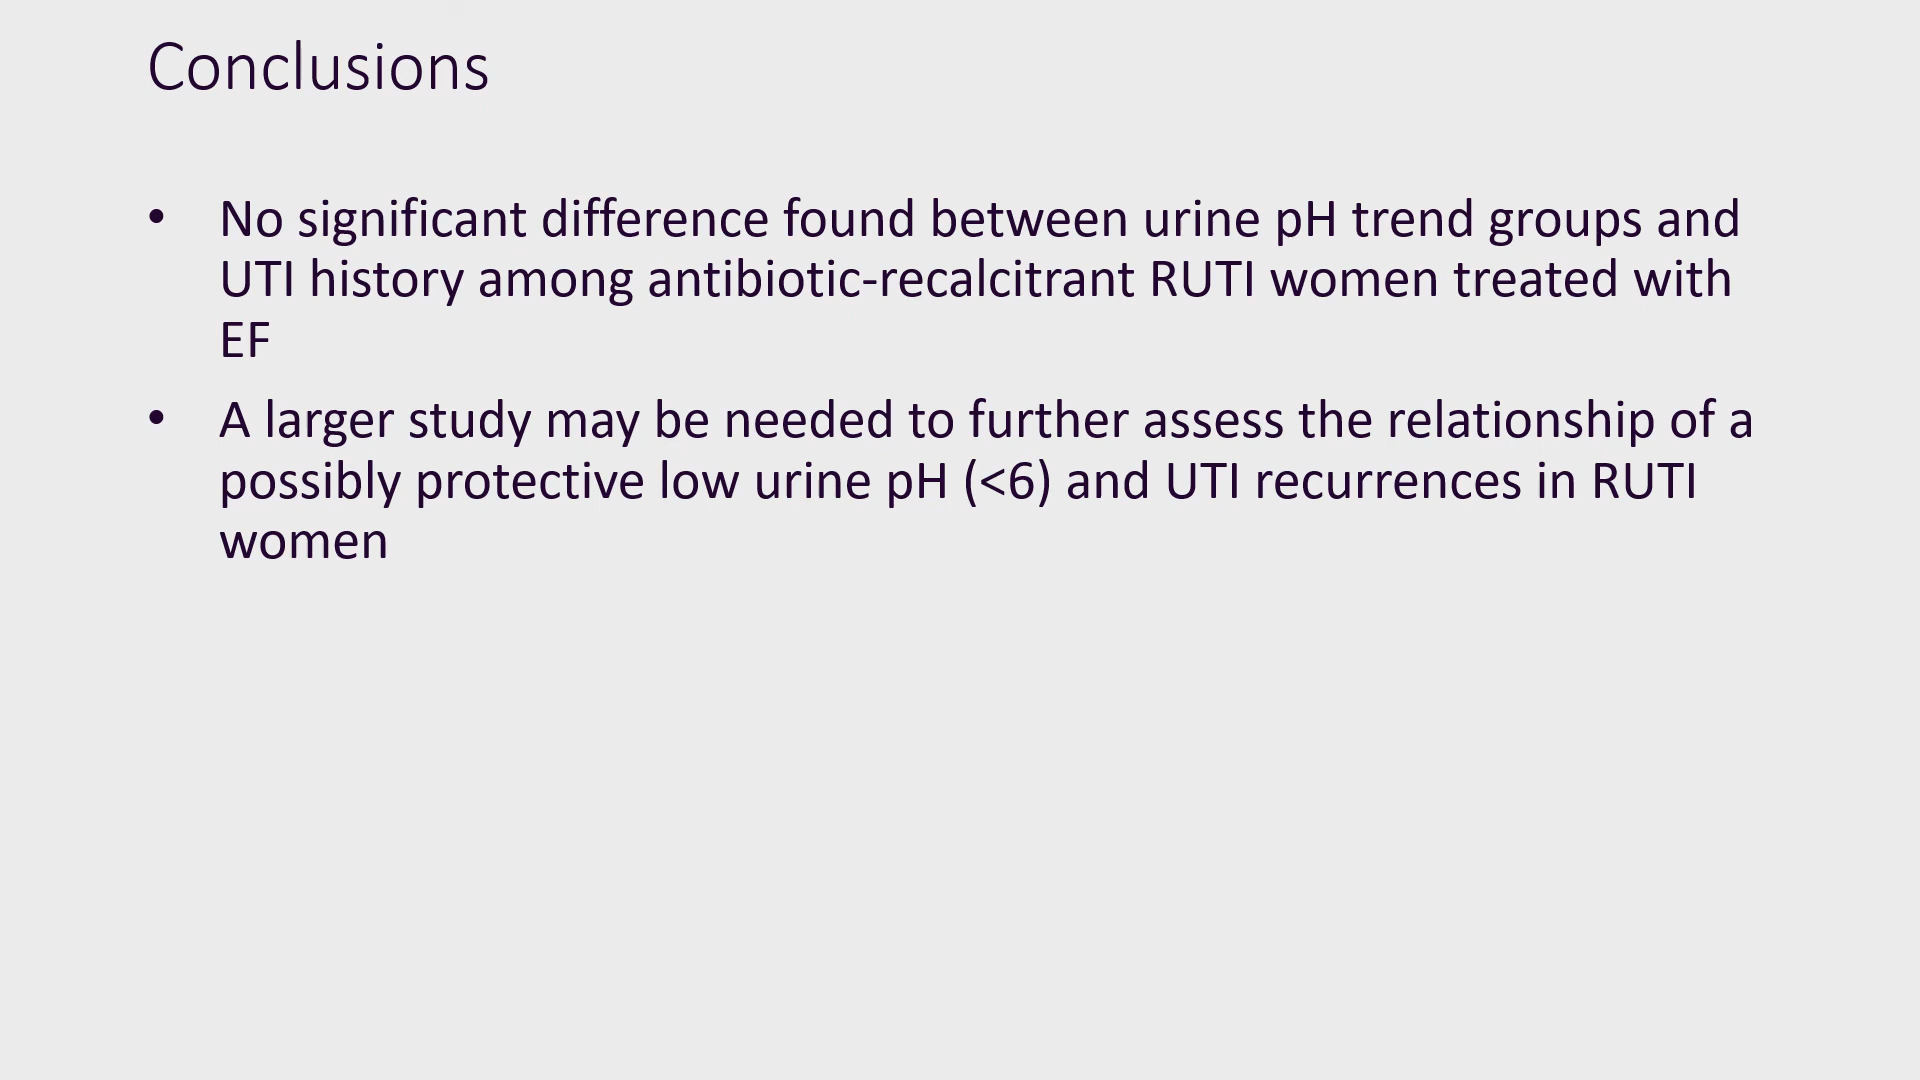 Conclusions
• No significant difference found between urine pH trend groups and
UTI history among antibiotic-recalcitrant RUTI women treated with
EF
• A larger study may be needed to further assess the relationship of a
possibly protective low urine pH (<6) and UTI recurrences in RUTI
women